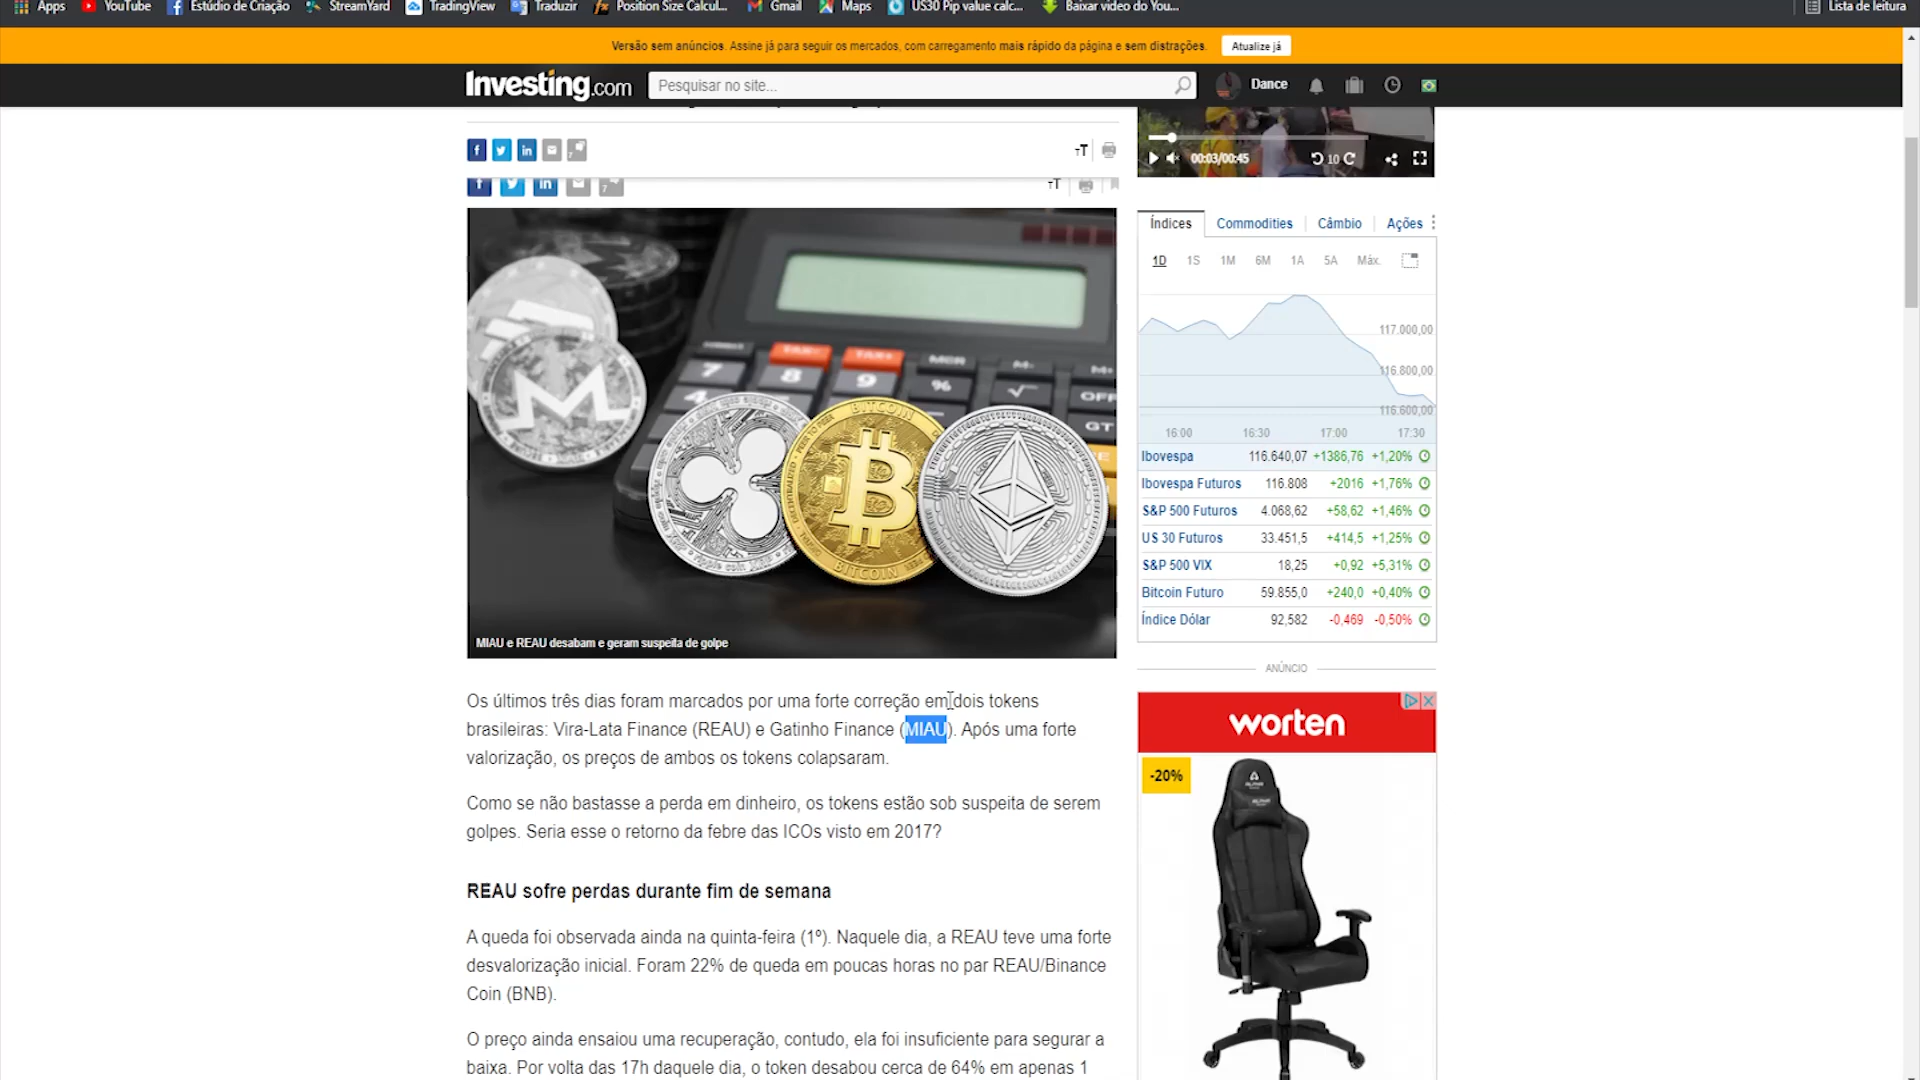 Apps YouTube Estúdio de Criação StreamYard TradingView Traduzir Position Size Calcul... Gmail Maps US30 Pip value calc... Baixar video do You... Lista de leitura
Versão sem anúncios. Assine já para seguir os mercados, com carregamento mais rápido da página e sem distrações. Atualize já
Investing.com Pesquisar no site... Dance
00:03/00:45 10
Índices Commodities Câmbio Ações
1D 1S 1M 6M 1A 5A Máx.
117.000,00
116.800,00
116.600,00
16:00 16:30 17:00 17:30
Ibovespa 116.640,07 +1386,76 +1,20%
Ibovespa Futuros 116.808 +2016 +1,76%
S&P 500 Futuros 4.068,62 +58,62 +1,46%
US 30 Futuros 33.451,5 +414,5 +1,25%
S&P 500 VIX 18,25 +0,92 +5,31%
Bitcoin Futuro 59.855,0 +240,0 +0,40%
Índice Dólar 92,582 -0,469 -0,50%
ANÚNCIO
worten
-20%
TAX- TAX+
7 8 9 % √ OFF
4 GT
BITCOIN
BITCOIN
MIAU e REAU desabam e geram suspeita de golpe
Os últimos três dias foram marcados por uma forte correção em dois tokens
brasileiras: Vira-Lata Finance (REAU) e Gatinho Finance (MIAU). Após uma forte
valorização, os preços de ambos os tokens colapsaram.
Como se não bastasse a perda em dinheiro, os tokens estão sob suspeita de serem
golpes. Seria esse o retorno da febre das ICOs visto em 2017?
REAU sofre perdas durante fim de semana
A queda foi observada ainda na quinta-feira (1º). Naquele dia, a REAU teve uma forte
desvalorização inicial. Foram 22% de queda em poucas horas no par REAU/Binance
Coin (BNB).
O preço ainda ensaiou uma recuperação, contudo, ela foi insuficiente para segurar a
baixa. Por volta das 17h daquele dia, o token desabou cerca de 64% em apenas 1